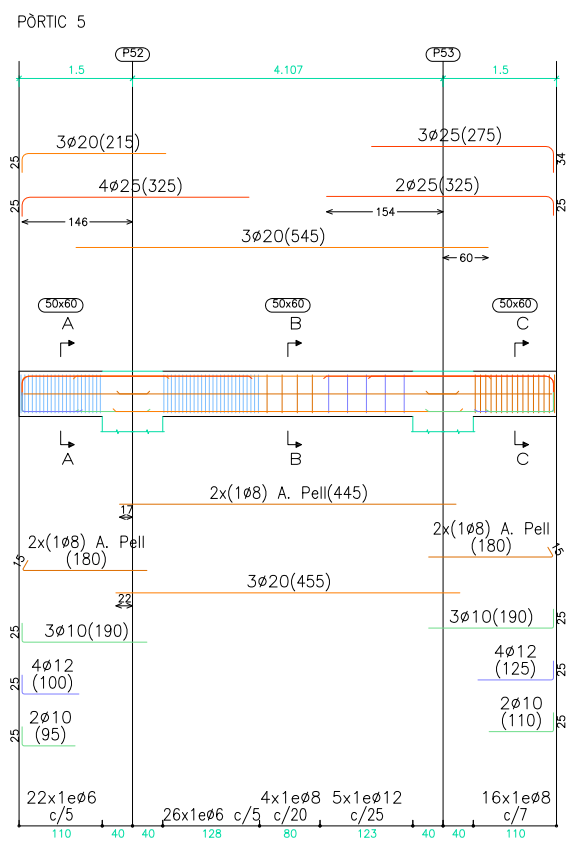 PÒRTIC 5
P52 P53
1.5 4.107 1.5
3ø25(275)
3ø20(215)
25 34
4ø25(325) 2ø25(325)
25 25
146 154
3ø20(545)
60
50x60 50x60 50x60
A B C
A B C
2x(1ø8) A. Pell(445)
17
2x(1ø8) A. Pell
(180)
15
2x(1ø8) A. Pell
(180)
15
3ø20(455)
22
3ø10(190)
25
3ø10(190)
25
4ø12
(125)
25
4ø12
(100)
25
2ø10
(110)
25
2ø10
(95)
25
22x1eø6 4x1eø8 5x1eø12 16x1eø8
c/5 26x1eø6 c/5 c/20 c/25 c/7
110 40 40 128 80 123 40 40 110